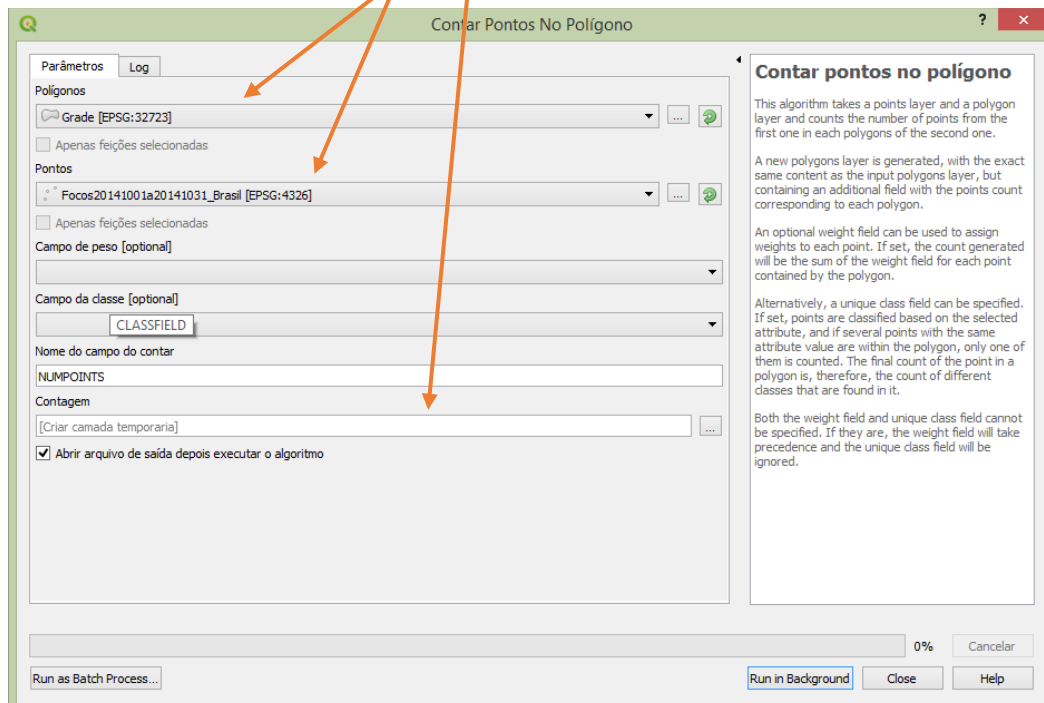 Contar Pontos No Polígono
?
×
Parâmetros
Log
Polígonos
Grade [EPSG:32723]
...
Apenas feições selecionadas
Pontos
Focos20141001a20141031_Brasil [EPSG:4326]
...
Apenas feições selecionadas
Campo de peso [optional]
Campo da classe [optional]
CLASSFIELD
Nome do campo do contar
NUMPOINTS
Contagem
[Criar camada temporaria]
...
Abrir arquivo de saída depois executar o algoritmo
Contar pontos no polígono
This algorithm takes a points layer and a polygon
layer and counts the number of points from the
first one in each polygons of the second one.
A new polygons layer is generated, with the exact
same content as the input polygons layer, but
containing an additional field with the points count
corresponding to each polygon.
An optional weight field can be used to assign
weights to each point. If set, the count generated
will be the sum of the weight field for each point
contained by the polygon.
Alternatively, a unique class field can be specified.
If set, points are classified based on the selected
attribute, and if several points with the same
attribute value are within the polygon, only one of
them is counted. The final count of the point in a
polygon is, therefore, the count of different
classes that are found in it.
Both the weight field and unique class field cannot
be specified. If they are, the weight field will take
precedence and the unique class field will be
ignored.
0%
Cancelar
Run as Batch Process...
Run in Background
Close
Help